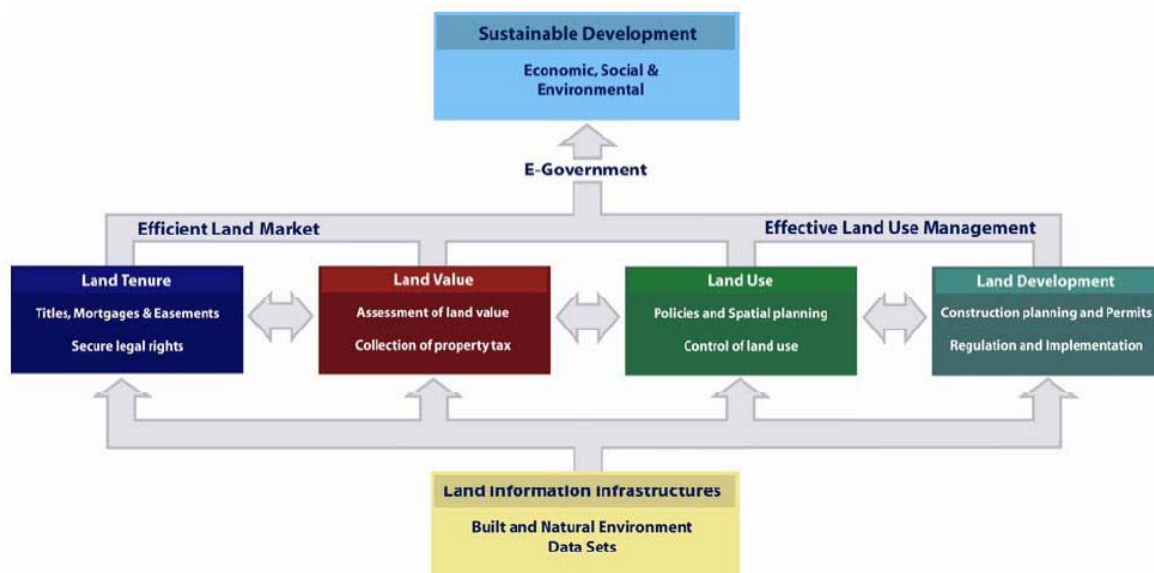 Sustainable Development
Economic, Social &
Environmental
E-Government
Efficient Land Market
Effective Land Use Management
Land Tenure
Titles, Mortgages & Easements
Secure legal rights
Land Value
Assessment of land value
Collection of property tax
Land Use
Policies and Spatial planning
Control of land use
Land Development
Construction planning and Permits
Regulation and Implementation
Land Information Infrastructures
Built and Natural Environment
Data Sets